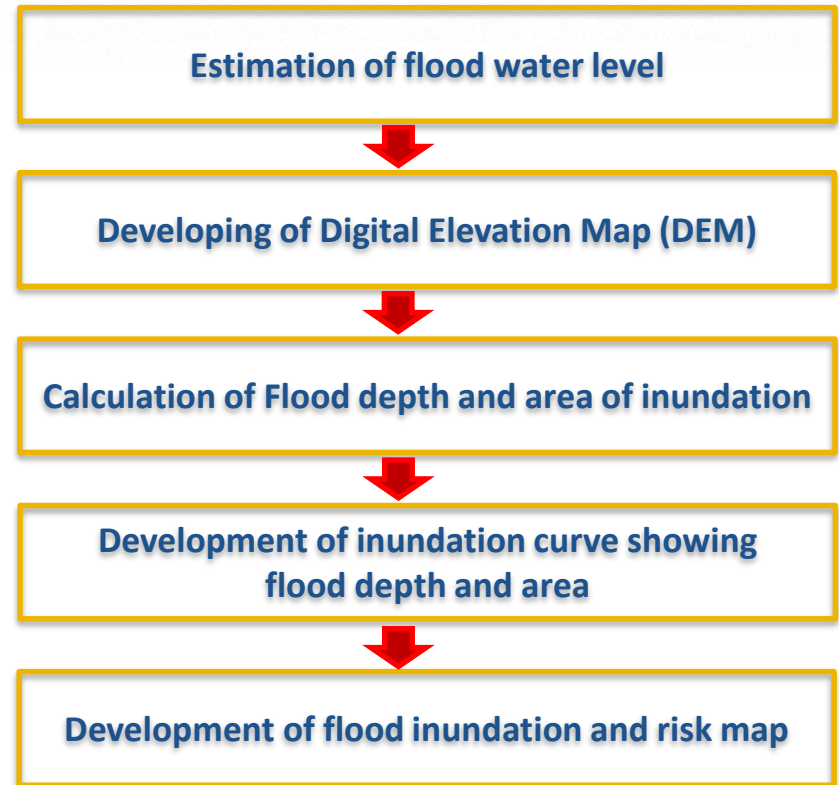 Estimation of flood water level
Developing of Digital Elevation Map (DEM)
Calculation of Flood depth and area of inundation
Development of inundation curve showing
flood depth and area
Development of flood inundation and risk map